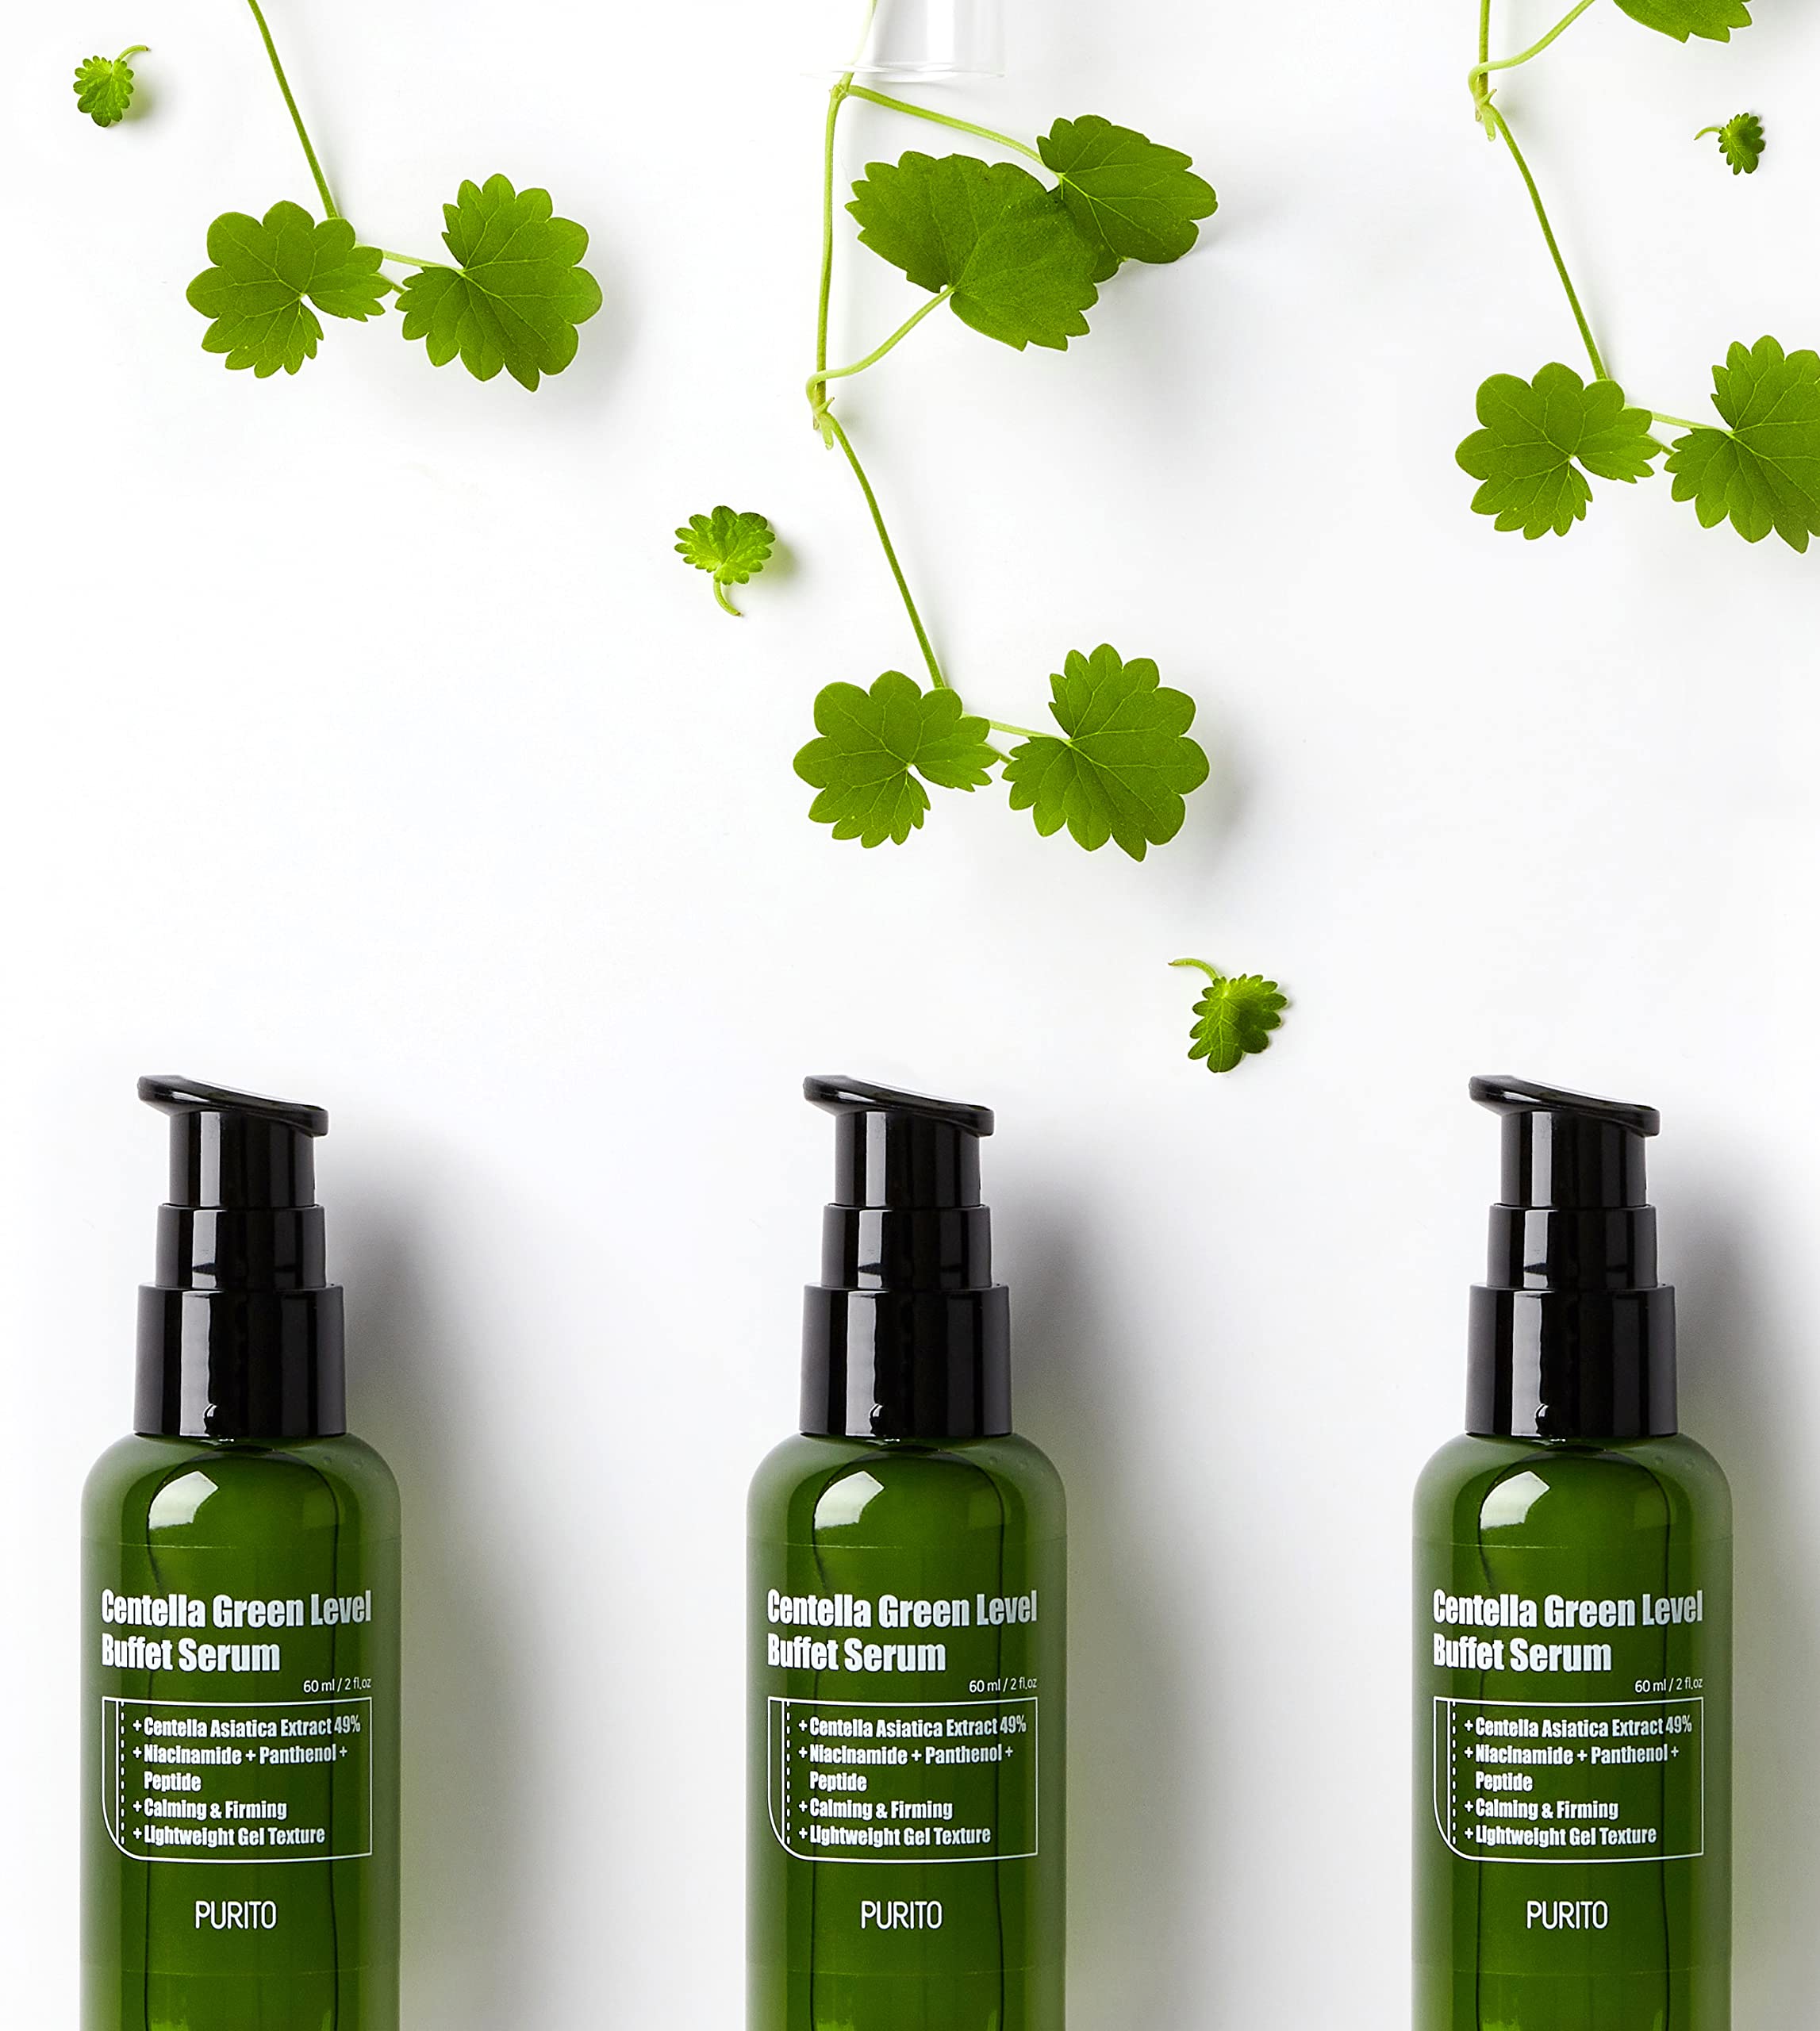 Centella Green Level
Buffet Serum
60 ml / 2 fl.oz
+ Centella Asiatica Extract 49%
+ Niacinamide + Panthenol +
Peptide
+ Calming & Firming
+ Lightweight Gel Texture
PURITO
Centella Green Level
Buffet Serum
60 ml / 2 fl.oz
+ Centella Asiatica Extract 49%
+ Niacinamide + Panthenol +
Peptide
+ Calming & Firming
+ Lightweight Gel Texture
PURITO
Centella Green Level
Buffet Serum
60 ml / 2 fl.oz
+ Centella Asiatica Extract 49%
+ Niacinamide + Panthenol +
Peptide
+ Calming & Firming
+ Lightweight Gel Texture
PURITO